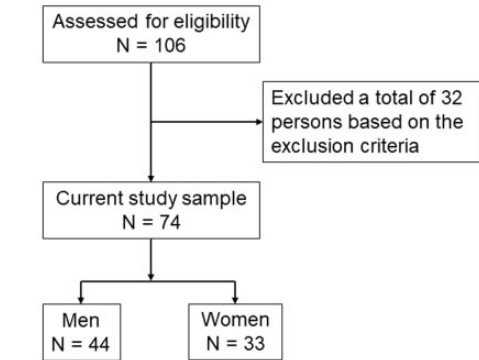 Assessed for eligibility
N = 106
Excluded a total of 32
persons based on the
exclusion criteria
Current study sample
N = 74
Men
N = 44
Women
N = 33